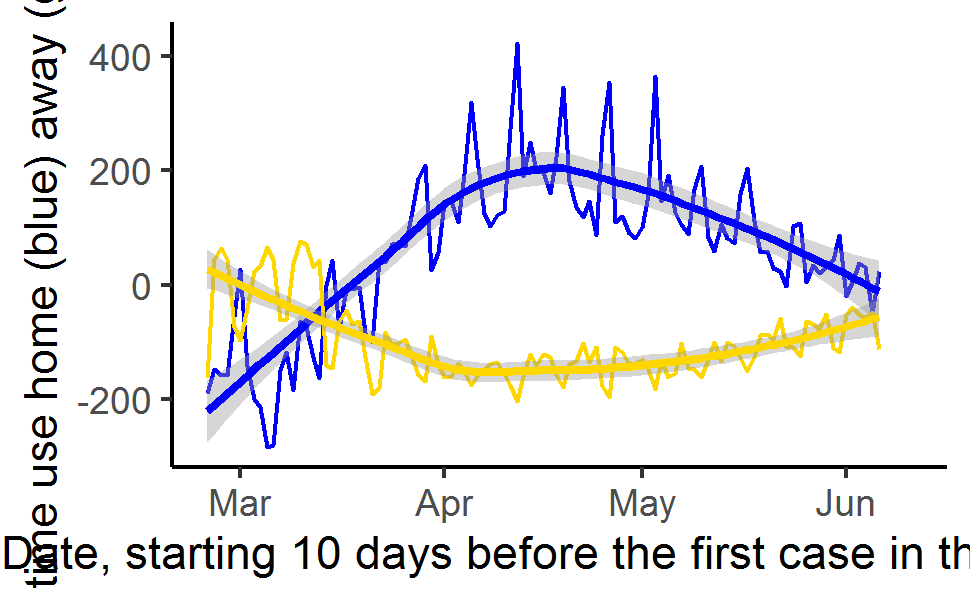 time use home (blue) away (
400
200
0
-200
Mar Apr May Jun
Date, starting 10 days before the first case in th